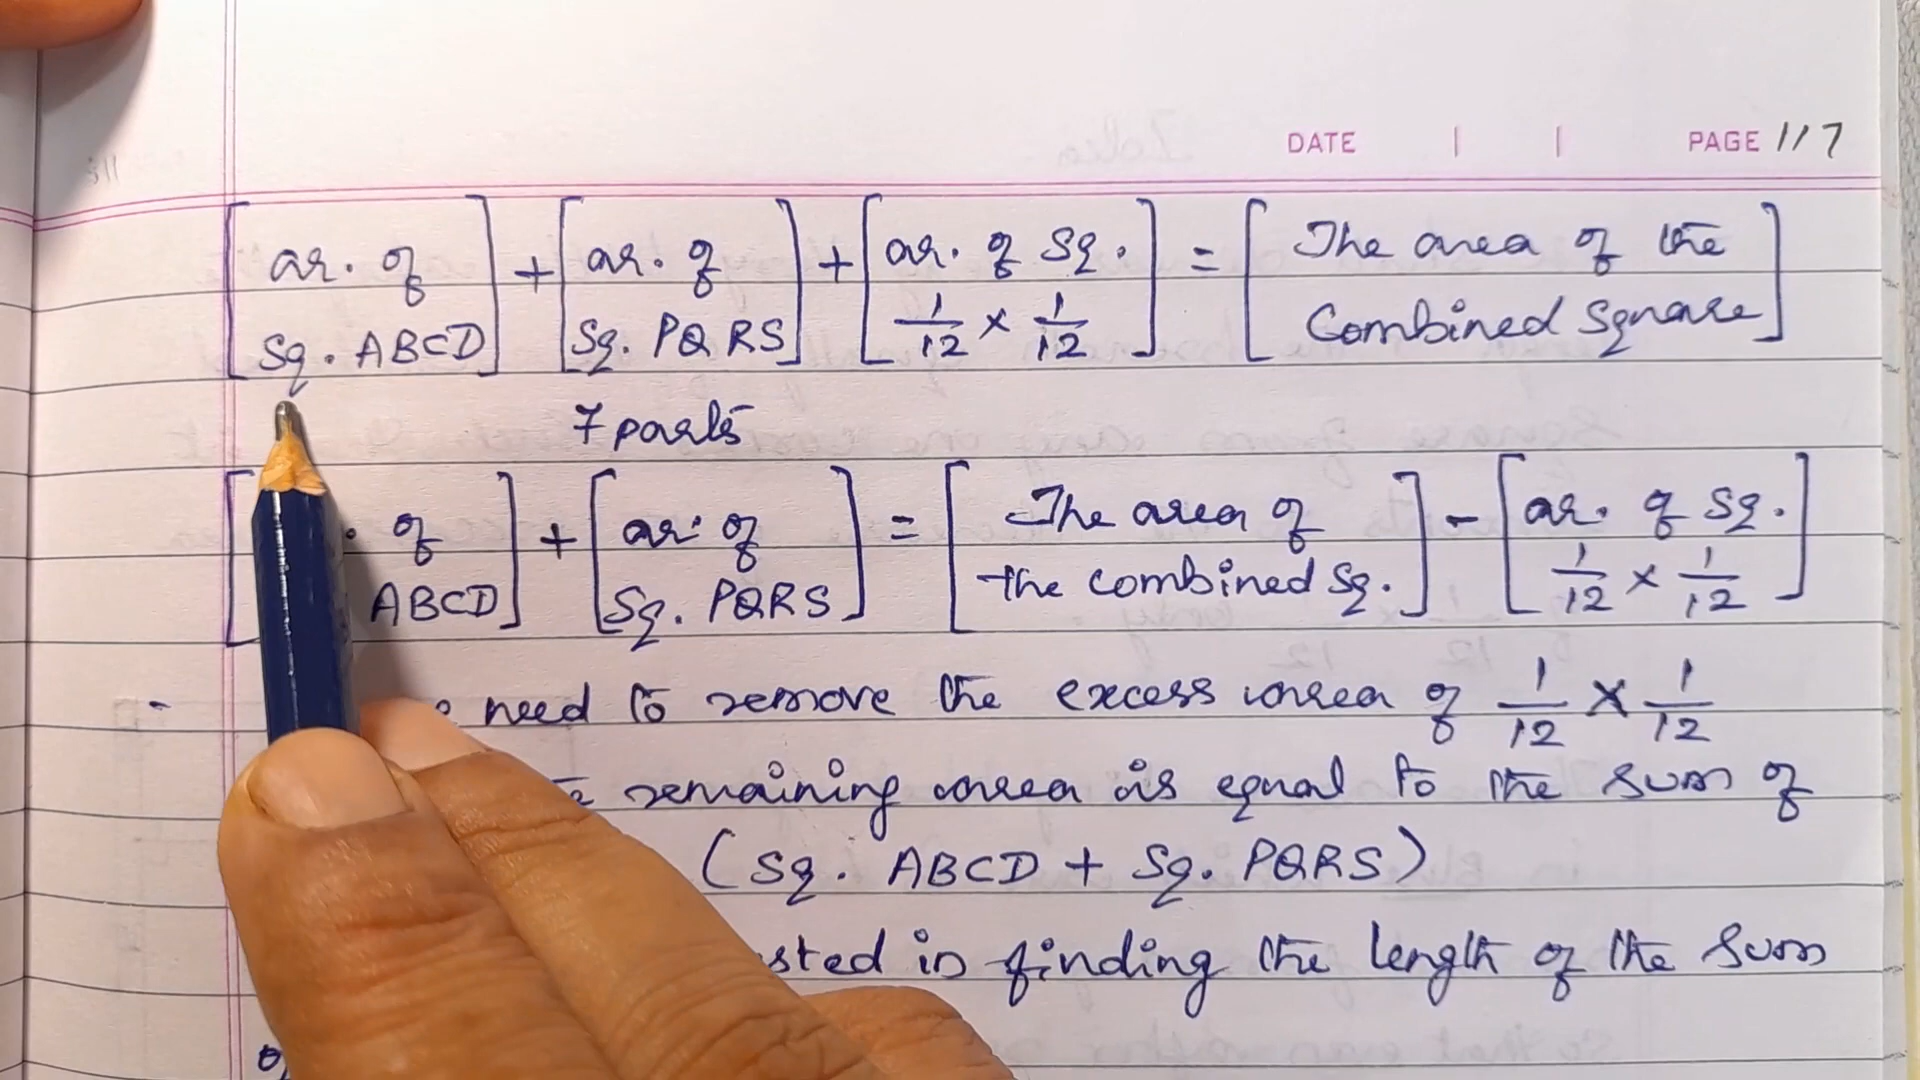 DATE | | PAGE 117
[ar. of Sq. ABCD] + [ar. of Sq. PQRS] + [ar. of Sq. 1/12 × 1/12] = [The area of the Combined Square]
7 parts
of ABCD] + [ar. of Sq. PQRS] = [The area of the combined Sq.] - [ar. of Sq. 1/12 × 1/12]
- need to remove the excess area of 1/12 × 1/12
remaining area is equal to the sum of
(Sq. ABCD + Sq. PQRS)
sted in finding the length of the sum